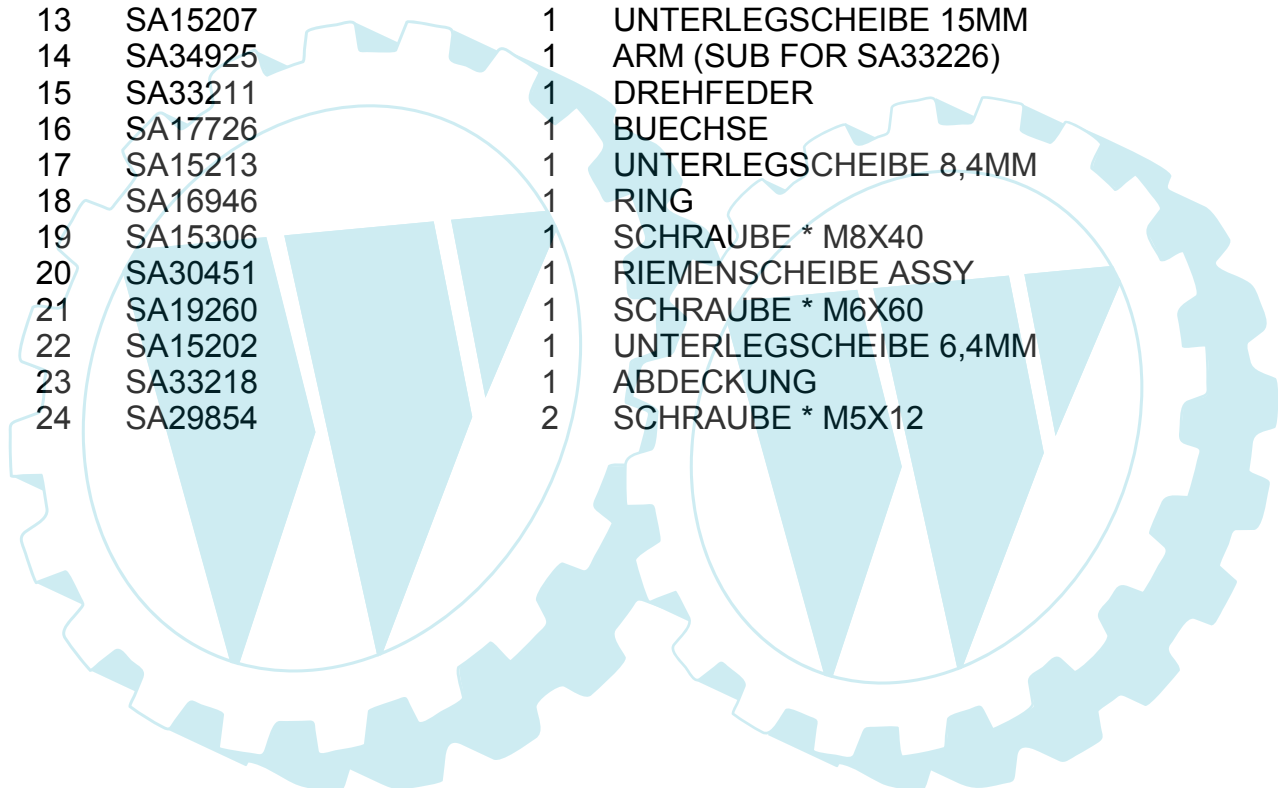 13 SA15207 1 UNTERLEGSCHEIBE 15MM
14 SA34925 1 ARM (SUB FOR SA33226)
15 SA33211 1 DREHFEDER
16 SA17726 1 BUECHSE
17 SA15213 1 UNTERLEGSCHEIBE 8,4MM
18 SA16946 1 RING
19 SA15306 1 SCHRAUBE * M8X40
20 SA30451 1 RIEMENSCHEIBE ASSY
21 SA19260 1 SCHRAUBE * M6X60
22 SA15202 1 UNTERLEGSCHEIBE 6,4MM
23 SA33218 1 ABDECKUNG
24 SA29854 2 SCHRAUBE * M5X12